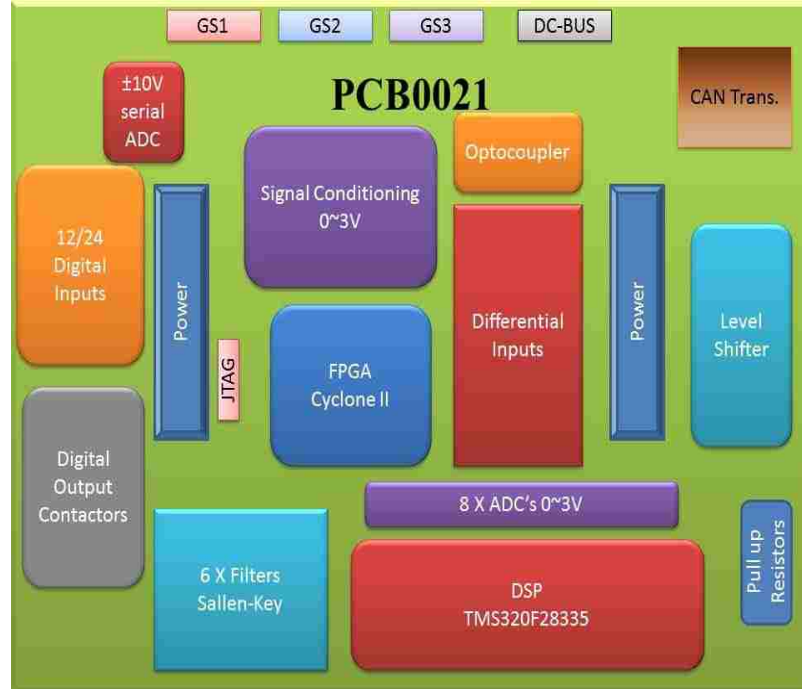 GS1
GS2
GS3
DC-BUS
±10V
serial
ADC
PCB0021
CAN Trans.
Optocoupler
Signal Conditioning
0~3V
12/24
Digital
Inputs
Power
Differential
Inputs
Power
Level
Shifter
JTAG
FPGA
Cyclone II
Digital
Output
Contactors
8 X ADC's 0~3V
6 X Filters
Sallen-Key
DSP
TMS320F28335
Pull up
Resistors